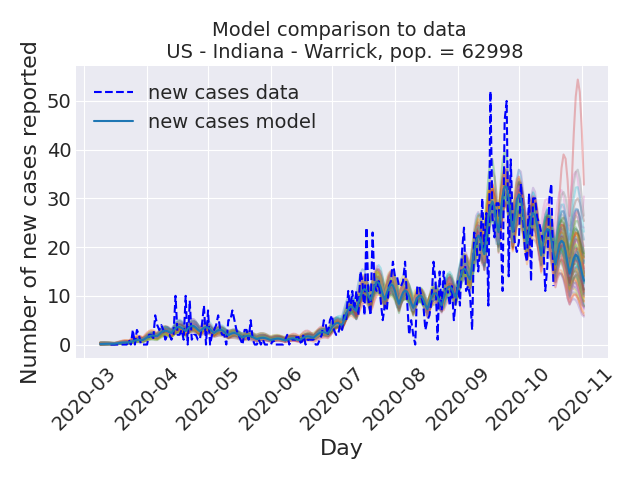 Model comparison to data
US - Indiana - Warrick, pop. = 62998
Number of new cases reported
50
40
30
20
10
0
new cases data
new cases model
2020-03
2020-04
2020-05
2020-06
2020-07
2020-08
2020-09
2020-10
2020-11
Day